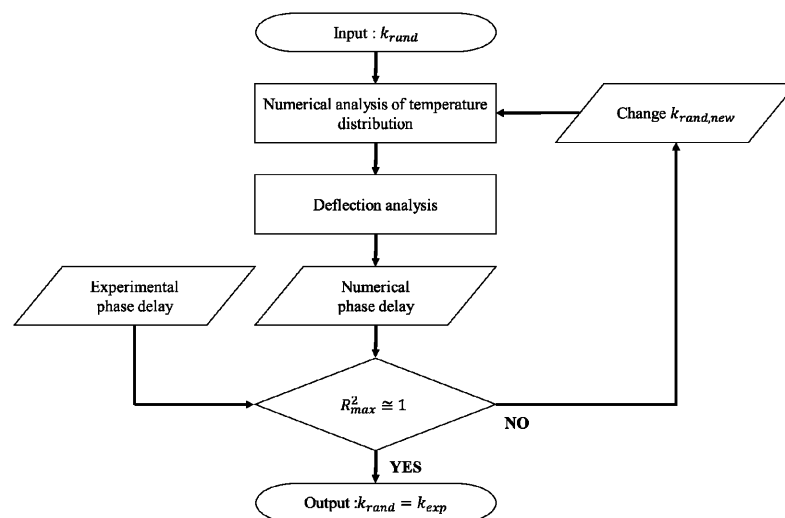 Input : k_rand
Numerical analysis of temperature
distribution
Change k_rand,new
Deflection analysis
Experimental
phase delay
Numerical
phase delay
R²_max ≅ 1
NO
YES
Output :k_rand = k_exp